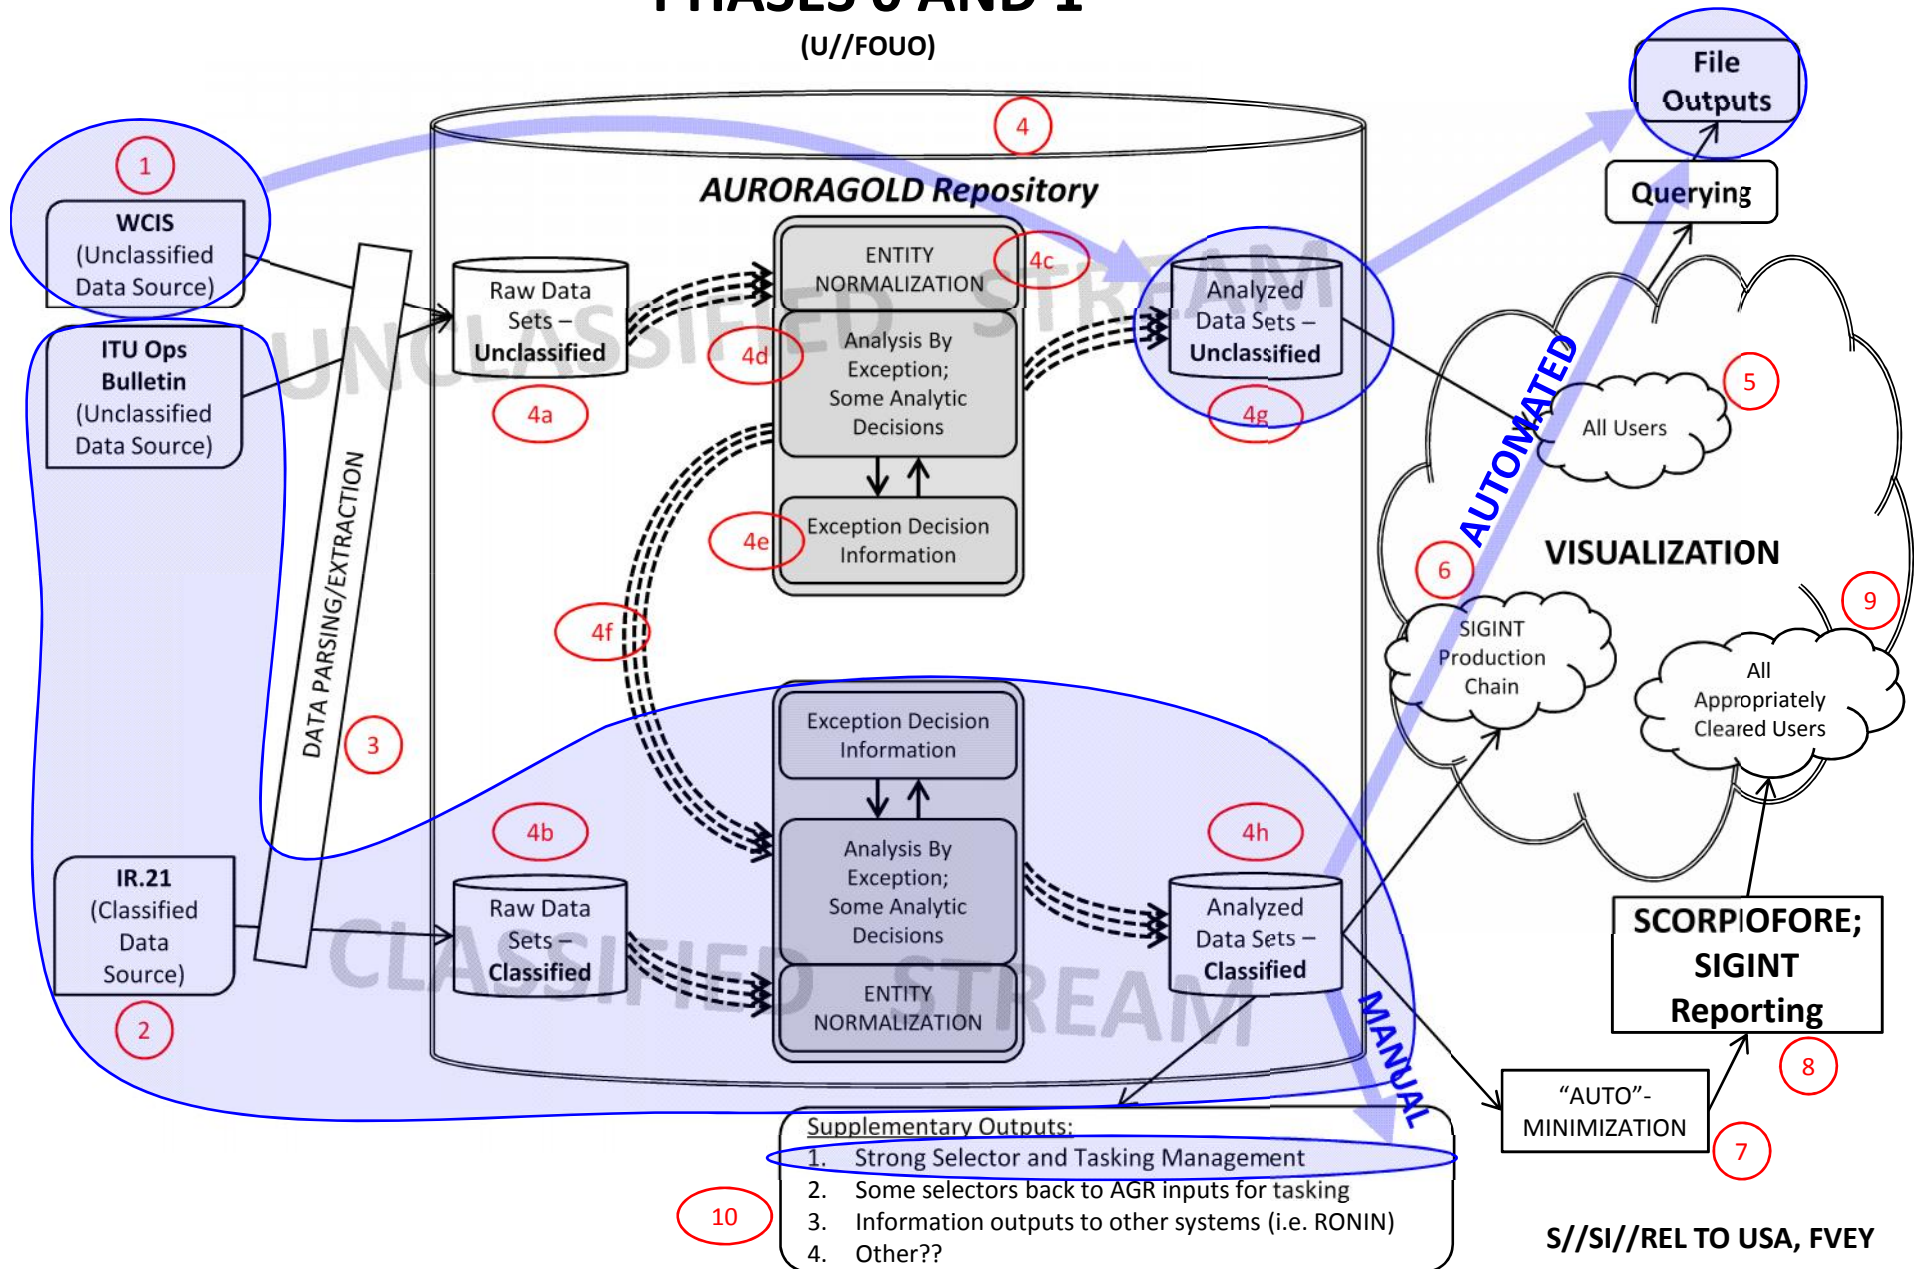 PHASES 0 AND 1
(U//FOUO)
File
Outputs
Querying
1
WCIS
(Unclassified
Data Source)
ITU Ops
Bulletin
(Unclassified
Data Source)
DATA PARSING/EXTRACTION
3
IR.21
(Classified
Data
Source)
2
4
AURORAGOLD Repository
UNCLASSIFIED STREAM
Raw Data
Sets –
Unclassified
4a
ENTITY
NORMALIZATION
4c
4d
Analysis By
Exception;
Some Analytic
Decisions
4e
Exception Decision
Information
4f
Analyzed
Data Sets –
Unclassified
4g
Exception Decision
Information
4b
Analysis By
Exception;
Some Analytic
Decisions
4h
Raw Data
Sets –
Classified
ENTITY
NORMALIZATION
Analyzed
Data Sets –
Classified
CLASSIFIED STREAM
AUTOMATED
MANUAL
5
All Users
VISUALIZATION
6
SIGINT
Production
Chain
9
All
Appropriately
Cleared Users
SCORPIOFORE;
SIGINT
Reporting
8
"AUTO"-
MINIMIZATION
7
Supplementary Outputs:
1. Strong Selector and Tasking Management
2. Some selectors back to AGR inputs for tasking
3. Information outputs to other systems (i.e. RONIN)
4. Other??
10
S//SI//REL TO USA, FVEY